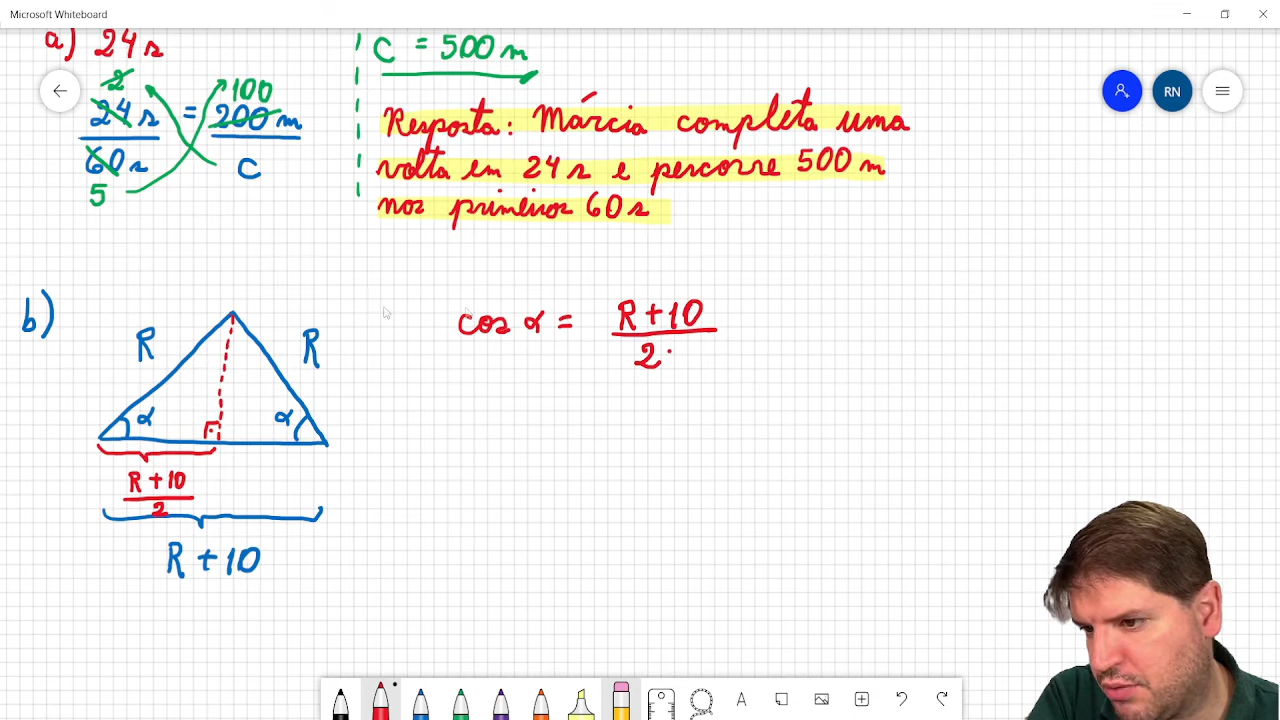 Microsoft Whiteboard
a) 24 s
2
24 s = 200 m
100
60 s C
5
C = 500 m
RN
Resposta: Márcia completa uma
volta em 24 s e percorre 500 m
nos primeiros 60 s
b)
R R
α α
R + 10
2
R + 10
cos α = R + 10
2 ·
A